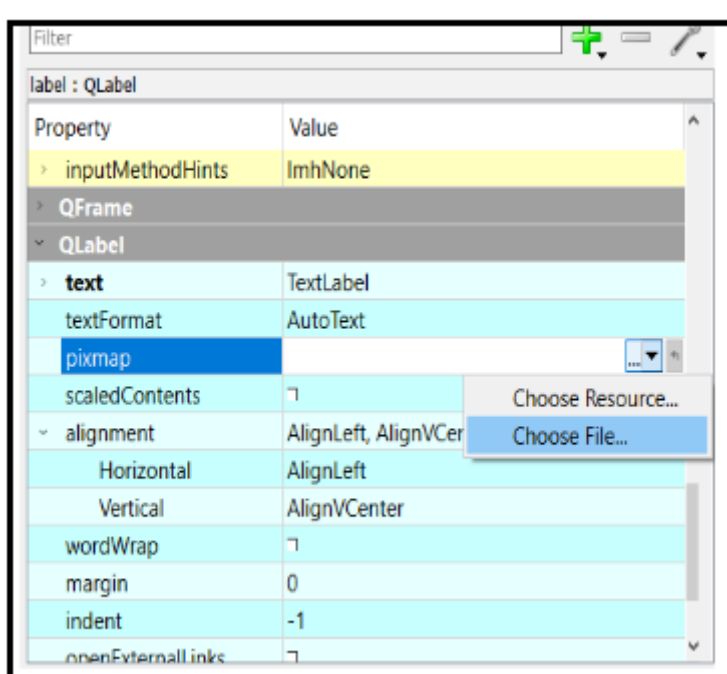 Filter
label : QLabel
Property Value
inputMethodHints ImhNone
QFrame
QLabel
text TextLabel
textFormat AutoText
pixmap ...
scaledContents Choose Resource...
alignment AlignLeft, AlignVCer Choose File...
Horizontal AlignLeft
Vertical AlignVCenter
wordWrap
margin 0
indent -1
openExternalLinks